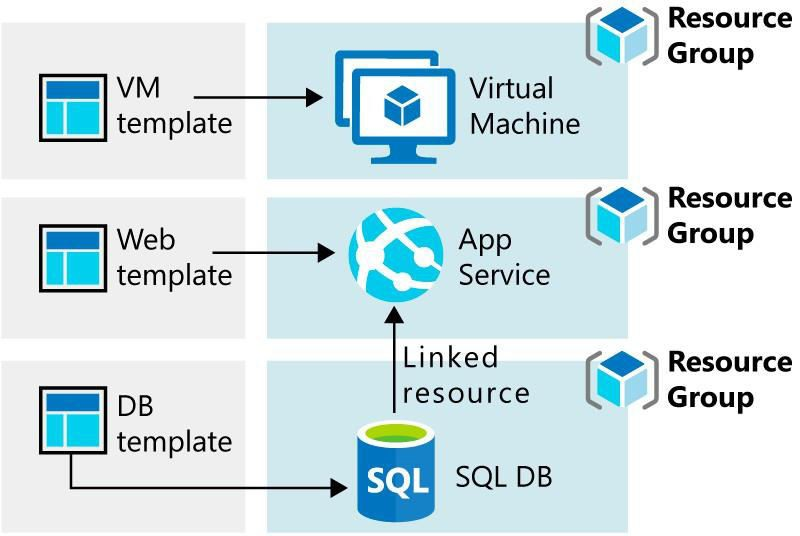 VM
template
Virtual
Machine
Resource
Group
Web
template
App
Service
Resource
Group
Linked
resource
DB
template
SQL
SQL DB
Resource
Group